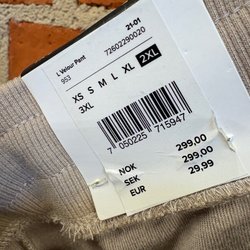 21-01
L Velour Pant
953 72602290020
XS S M L XL 2XL
3XL
7 050225 715947
NOK 299,00
SEK 299,00
EUR 29,99